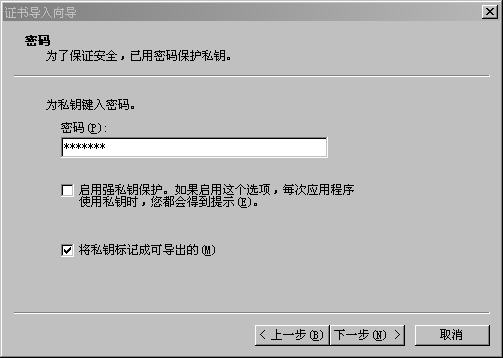 证书导入向导
密码
为了保证安全，已用密码保护私钥。
为私钥键入密码。
密码(P):
*******
启用强私钥保护。如果启用这个选项，每次应用程序
使用私钥时，您都会得到提示(E)。
将私钥标记成可导出的(M)
< 上一步(B) 下一步(N) > 取消